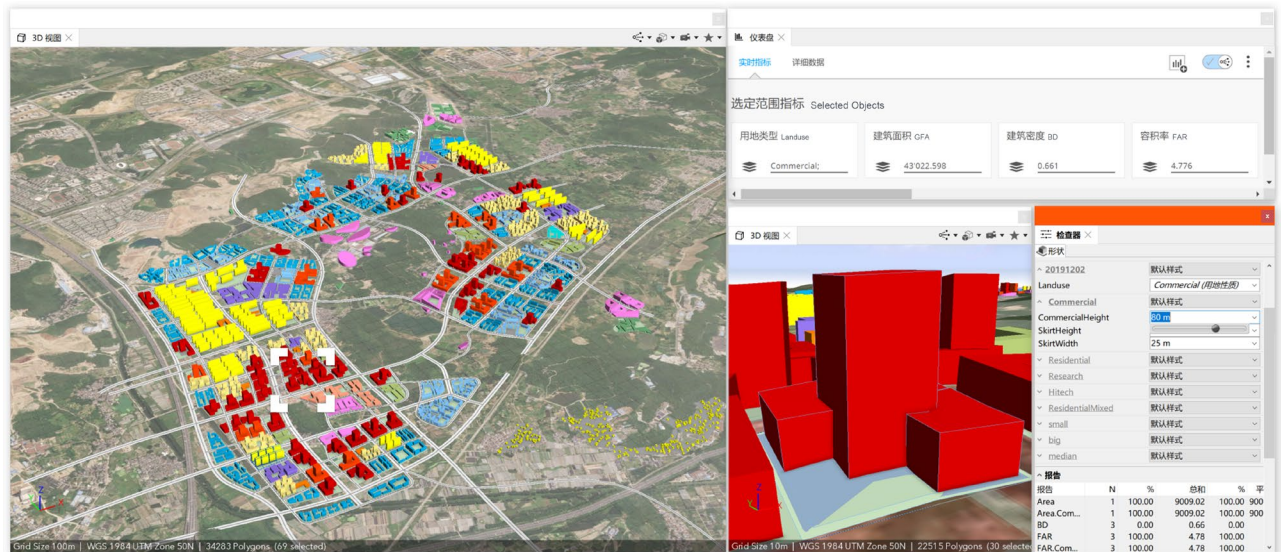 3D 视图
仪表盘
实时指标 详细数据
选定范围指标 Selected Objects
用地类型 Landuse
Commercial;
建筑面积 GFA
43'022.598
建筑密度 BD
0.661
容积率 FAR
4.776
3D 视图
检查器
形状
20191202 默认样式
Landuse Commercial (用地性质)
Commercial 默认样式
CommercialHeight 80 m
SkirtHeight
SkirtWidth 25 m
Residential 默认样式
Research 默认样式
Hitech 默认样式
ResidentialMixed 默认样式
small 默认样式
big 默认样式
median 默认样式
报告
报告 N % 总和 % 平
Area 1 100.00 9009.02 100.00 900
Area.Com... 1 100.00 9009.02 100.00 900
BD 3 0.00 0.66 0.00
FAR 3 100.00 4.78 100.00
FAR.Com... 3 100.00 4.78 100.00
Z
Y
X
Z
Y
Grid Size 100m | WGS 1984 UTM Zone 50N | 34283 Polygons (69 selected)
Grid Size 10m | WGS 1984 UTM Zone 50N | 22515 Polygons (30 selected